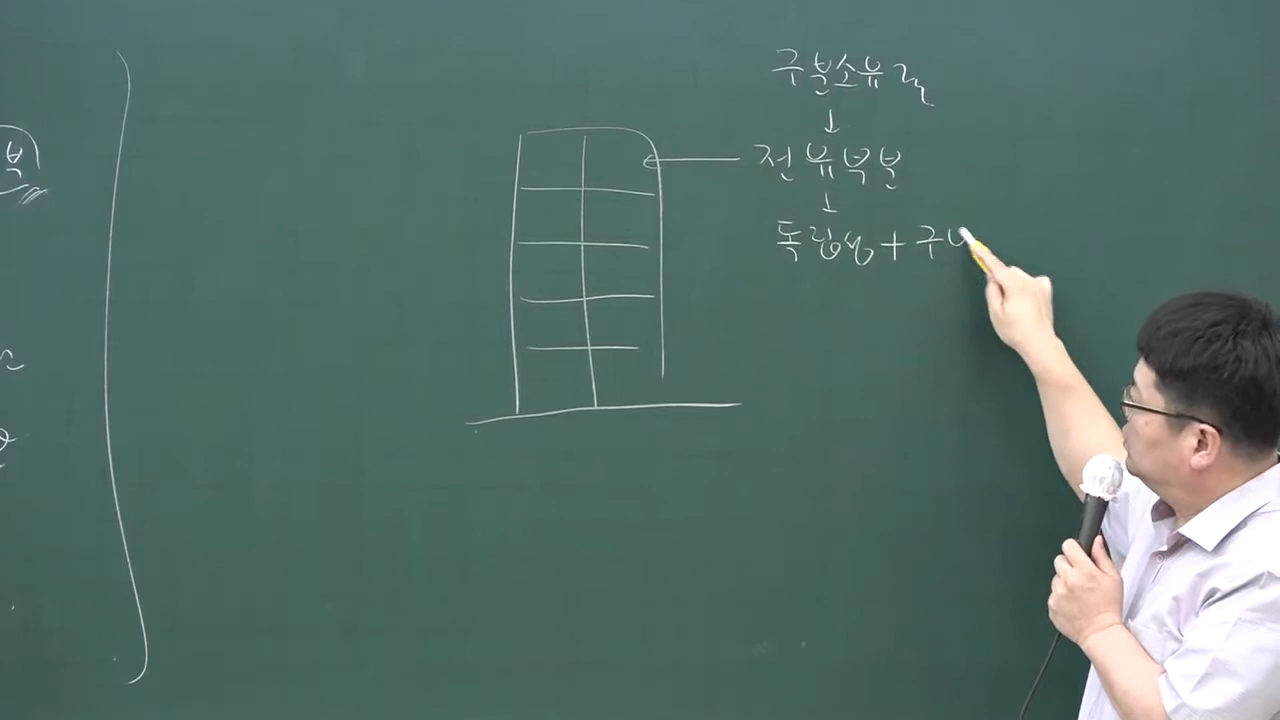 구분소유권
↓
전유부분
↓
독립성 + 구